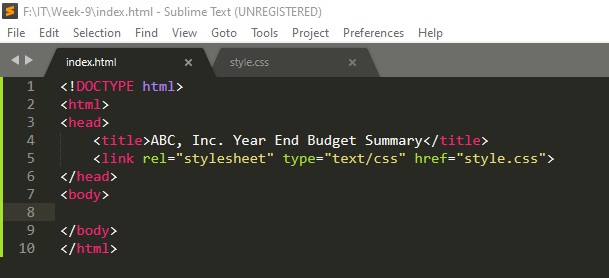 F:\IT\Week-9\index.html - Sublime Text (UNREGISTERED)
File Edit Selection Find View Goto Tools Project Preferences Help
index.html × style.css ×
1 <!DOCTYPE html>
2 <html>
3 <head>
4     <title>ABC, Inc. Year End Budget Summary</title>
5     <link rel="stylesheet" type="text/css" href="style.css">
6 </head>
7 <body>
8
9 </body>
10 </html>